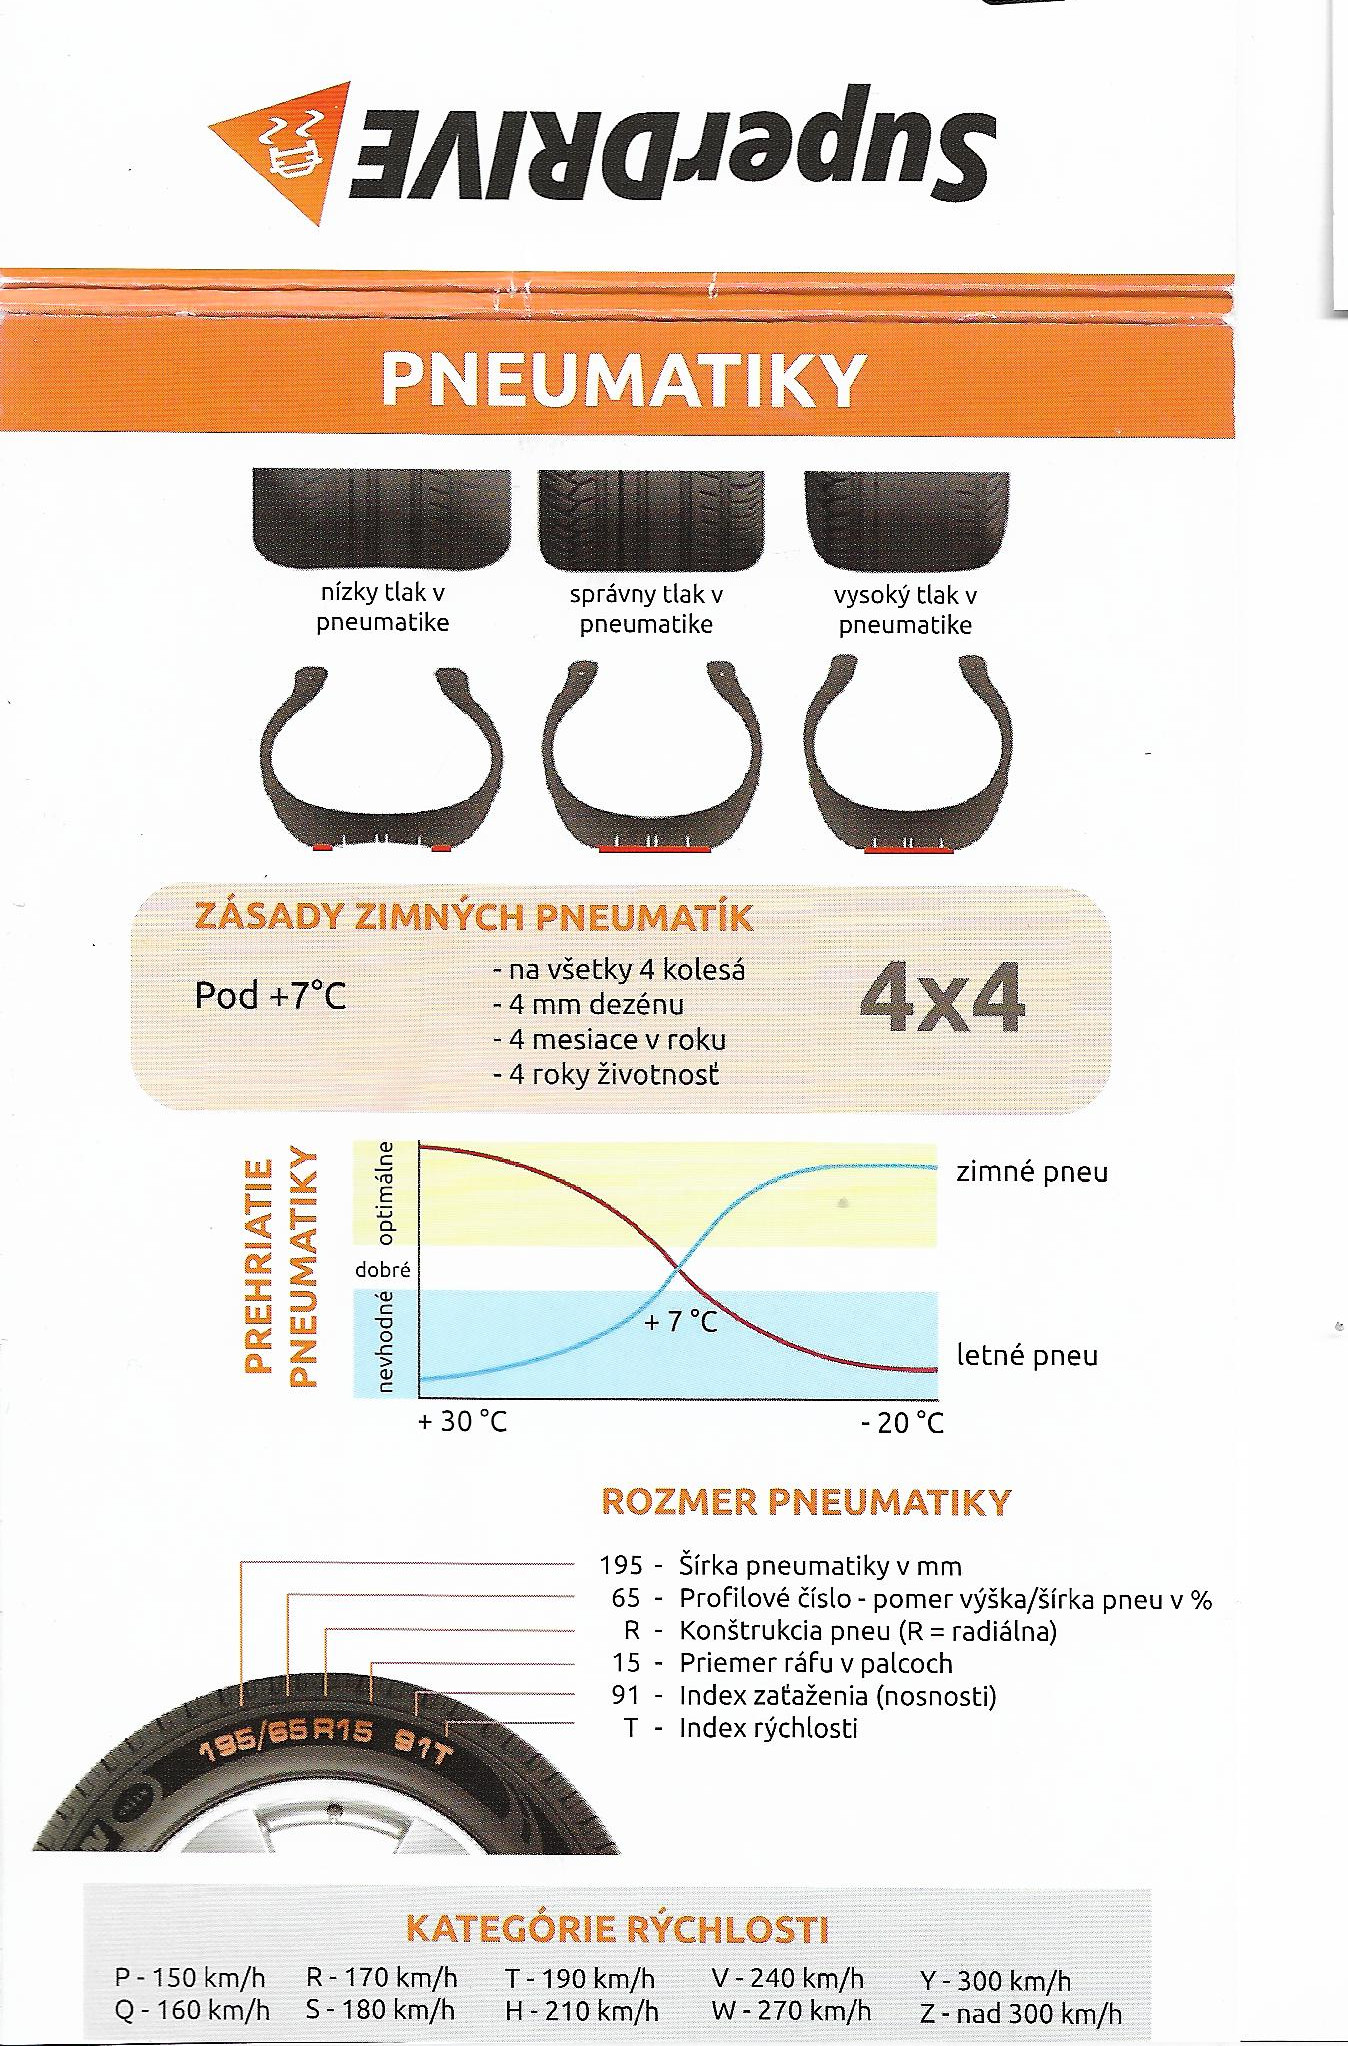 SuperDRIVE
PNEUMATIKY
nízky tlak v
pneumatike
správny tlak v
pneumatike
vysoký tlak v
pneumatike
ZÁSADY ZIMNÝCH PNEUMATÍK
Pod +7°C
- na všetky 4 kolesá
- 4 mm dezénu
- 4 mesiace v roku
- 4 roky životnosť
4x4
PREHRIATIE
PNEUMATIKY
optimálne
dobré
nevhodné
zimné pneu
+ 7 °C
letné pneu
+ 30 °C
- 20 °C
ROZMER PNEUMATIKY
195 - Šírka pneumatiky v mm
65 - Profilové číslo - pomer výška/šírka pneu v %
R - Konštrukcia pneu (R = radiálna)
15 - Priemer ráfu v palcoch
91 - Index zaťaženia (nosnosti)
T - Index rýchlosti
195/65 R15 91T
KATEGÓRIE RÝCHLOSTI
P - 150 km/h R - 170 km/h T - 190 km/h V - 240 km/h Y - 300 km/h
Q - 160 km/h S - 180 km/h H - 210 km/h W - 270 km/h Z - nad 300 km/h